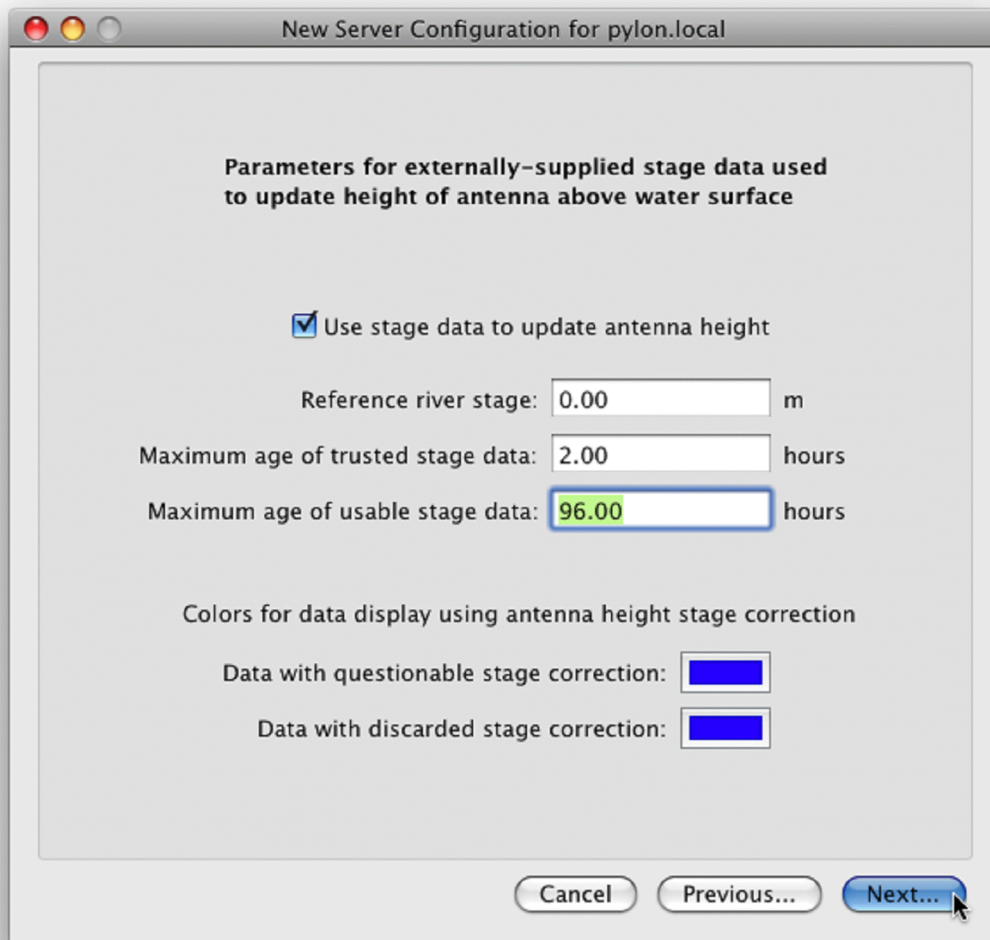 New Server Configuration for pylon.local
Parameters for externally-supplied stage data used
to update height of antenna above water surface
Use stage data to update antenna height
Reference river stage: 0.00 m
Maximum age of trusted stage data: 2.00 hours
Maximum age of usable stage data: 96.00 hours
Colors for data display using antenna height stage correction
Data with questionable stage correction:
Data with discarded stage correction:
Cancel Previous... Next...